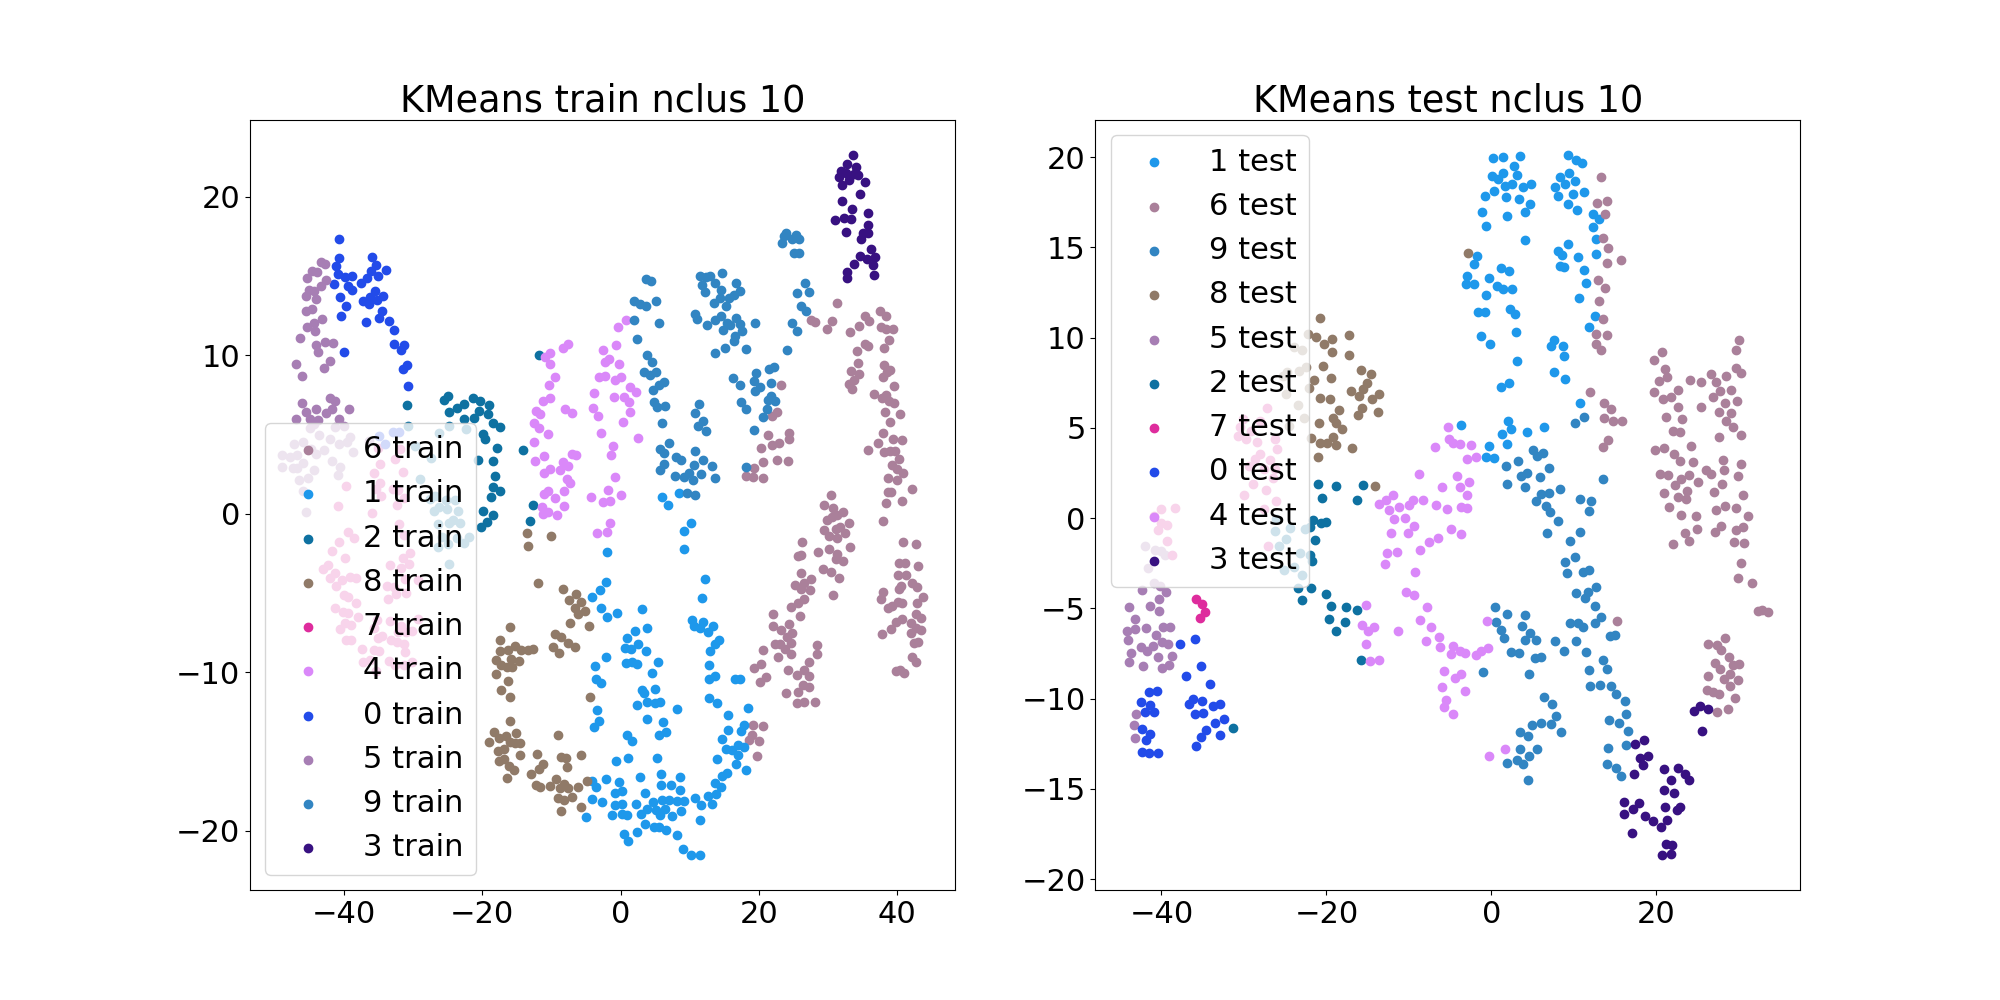 KMeans train nclus 10
20
10
0
−10
−20
−40
−20
0
20
40
6 train
1 train
2 train
8 train
7 train
4 train
0 train
5 train
9 train
3 train
KMeans test nclus 10
20
15
10
5
0
−5
−10
−15
−20
−40
−20
0
20
1 test
6 test
9 test
8 test
5 test
2 test
7 test
0 test
4 test
3 test